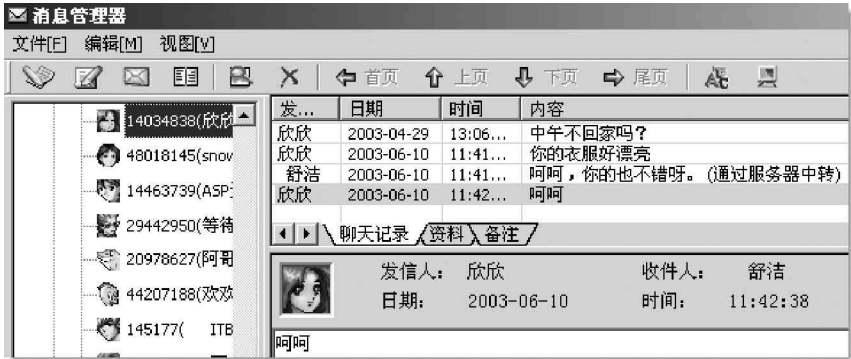 消息管理器
文件[F] 编辑[M] 视图[V]
首页 上页 下页 尾页
14034838(欣欣
48018145(snow
14463739(ASP
29442950(等待
20978627(阿哥
44207188(欢欢
145177( ITB
发... 日期 时间 内容
欣欣 2003-04-29 13:06... 中午不回家吗？
欣欣 2003-06-10 11:41... 你的衣服好漂亮
舒洁 2003-06-10 11:41... 呵呵，你的也不错呀。(通过服务器中转)
欣欣 2003-06-10 11:42... 呵呵
聊天记录 资料 备注
发信人： 欣欣 收件人： 舒洁
日期： 2003-06-10 时间： 11:42:38
呵呵